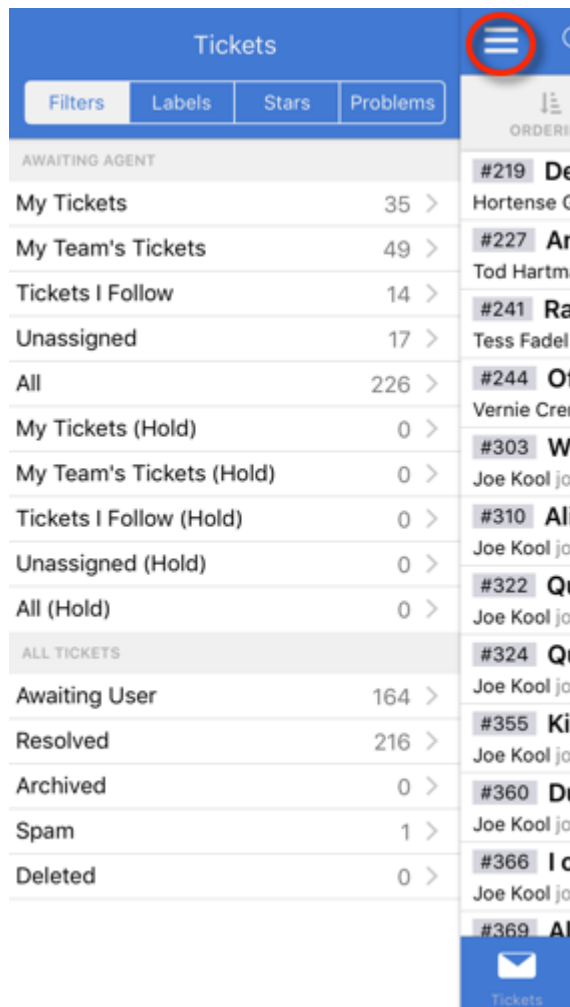 Tickets
Filters
Labels
Stars
Problems
AWAITING AGENT
My Tickets 35
My Team's Tickets 49
Tickets I Follow 14
Unassigned 17
All 226
My Tickets (Hold) 0
My Team's Tickets (Hold) 0
Tickets I Follow (Hold) 0
Unassigned (Hold) 0
All (Hold) 0
ALL TICKETS
Awaiting User 164
Resolved 216
Archived 0
Spam 1
Deleted 0
#219
Hortense
#227
Tod
#241
Tess Fadel
#244
Vernie
#303
Joe Kool
#310
Joe Kool
#322
Joe Kool
#324
Joe Kool
#355
Joe Kool
#360
Joe Kool
#366 I
Joe Kool
#369
Tickets